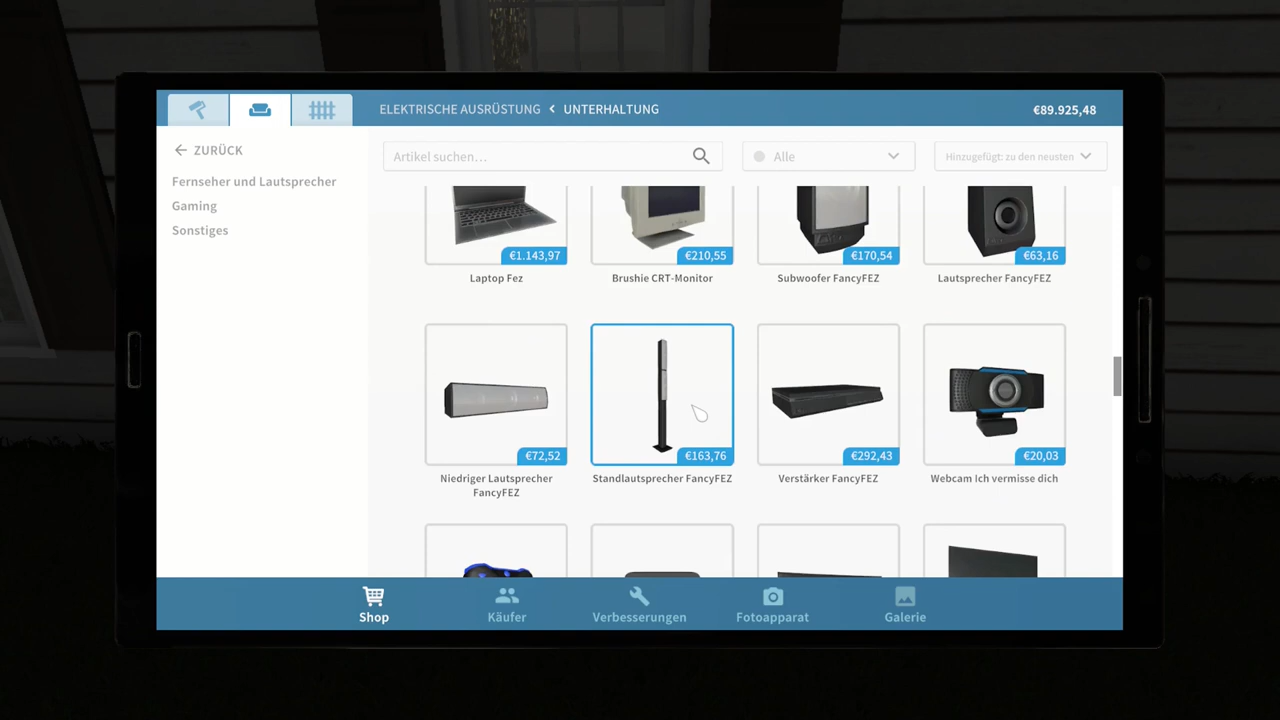 ELEKTRISCHE AUSRÜSTUNG < UNTERHALTUNG
€89.925,48
ZURÜCK
Fernseher und Lautsprecher
Gaming
Sonstiges
Artikel suchen...
Alle
Hinzugefügt: zu den neusten
€1.143,97
Laptop Fez
€210,55
Brushie CRT-Monitor
€170,54
Subwoofer FancyFEZ
€63,16
Lautsprecher FancyFEZ
€72,52
Niedriger Lautsprecher
FancyFEZ
€163,76
Standlautsprecher FancyFEZ
€292,43
Verstärker FancyFEZ
€20,03
Webcam Ich vermisse dich
Shop
Käufer
Verbesserungen
Fotoapparat
Galerie